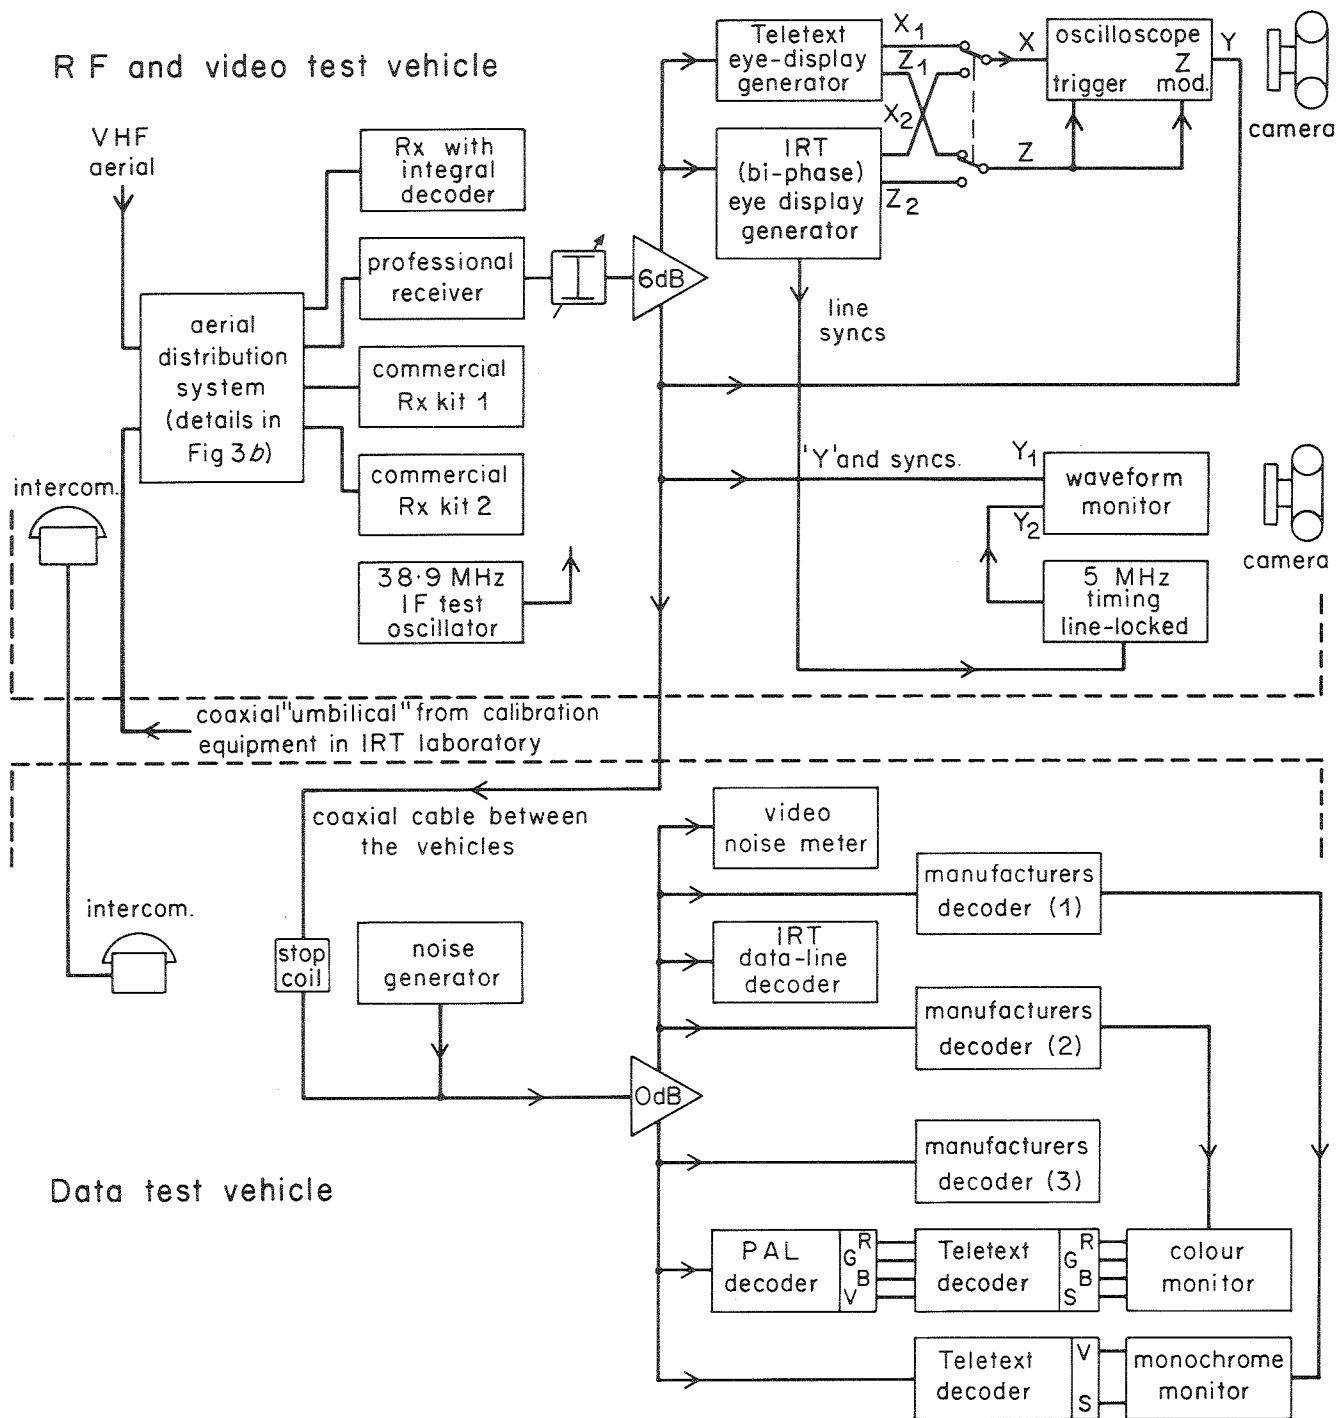 R F and video test vehicle
VHF
aerial
Rx with
integral
decoder
professional
receiver
6dB
aerial
distribution
system
(details in
Fig 3b)
commercial
Rx kit 1
commercial
Rx kit 2
38·9 MHz
IF test
oscillator
intercom.
Teletext
eye-display
generator
X1
Z1
X2
Z2
IRT
(bi-phase)
eye display
generator
X
Z
oscilloscope
Z
trigger mod.
Y
camera
line
syncs
'Y' and syncs.
Y1
Y2
waveform
monitor
camera
5 MHz
timing
line-locked
coaxial "umbilical" from calibration
equipment in IRT laboratory
coaxial cable between
the vehicles
intercom.
stop
coil
noise
generator
0dB
video
noise meter
manufacturers
decoder (1)
IRT
data-line
decoder
manufacturers
decoder (2)
manufacturers
decoder (3)
Data test vehicle
PAL
decoder
R
G
B
V
Teletext
decoder
R
G
B
S
colour
monitor
Teletext
decoder
V
S
monochrome
monitor